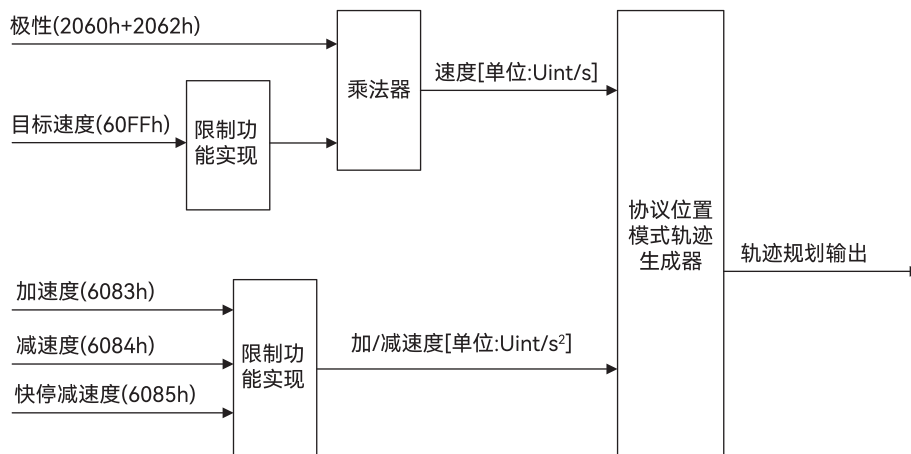 极性(2060h+2062h)
乘法器
速度[单位:Uint/s]
目标速度(60FFh)
限制功
能实现
协议位置
模式轨迹
生成器
轨迹规划输出
加速度(6083h)
减速度(6084h)
快停减速度(6085h)
限制功
能实现
加/减速度[单位:Uint/s²]